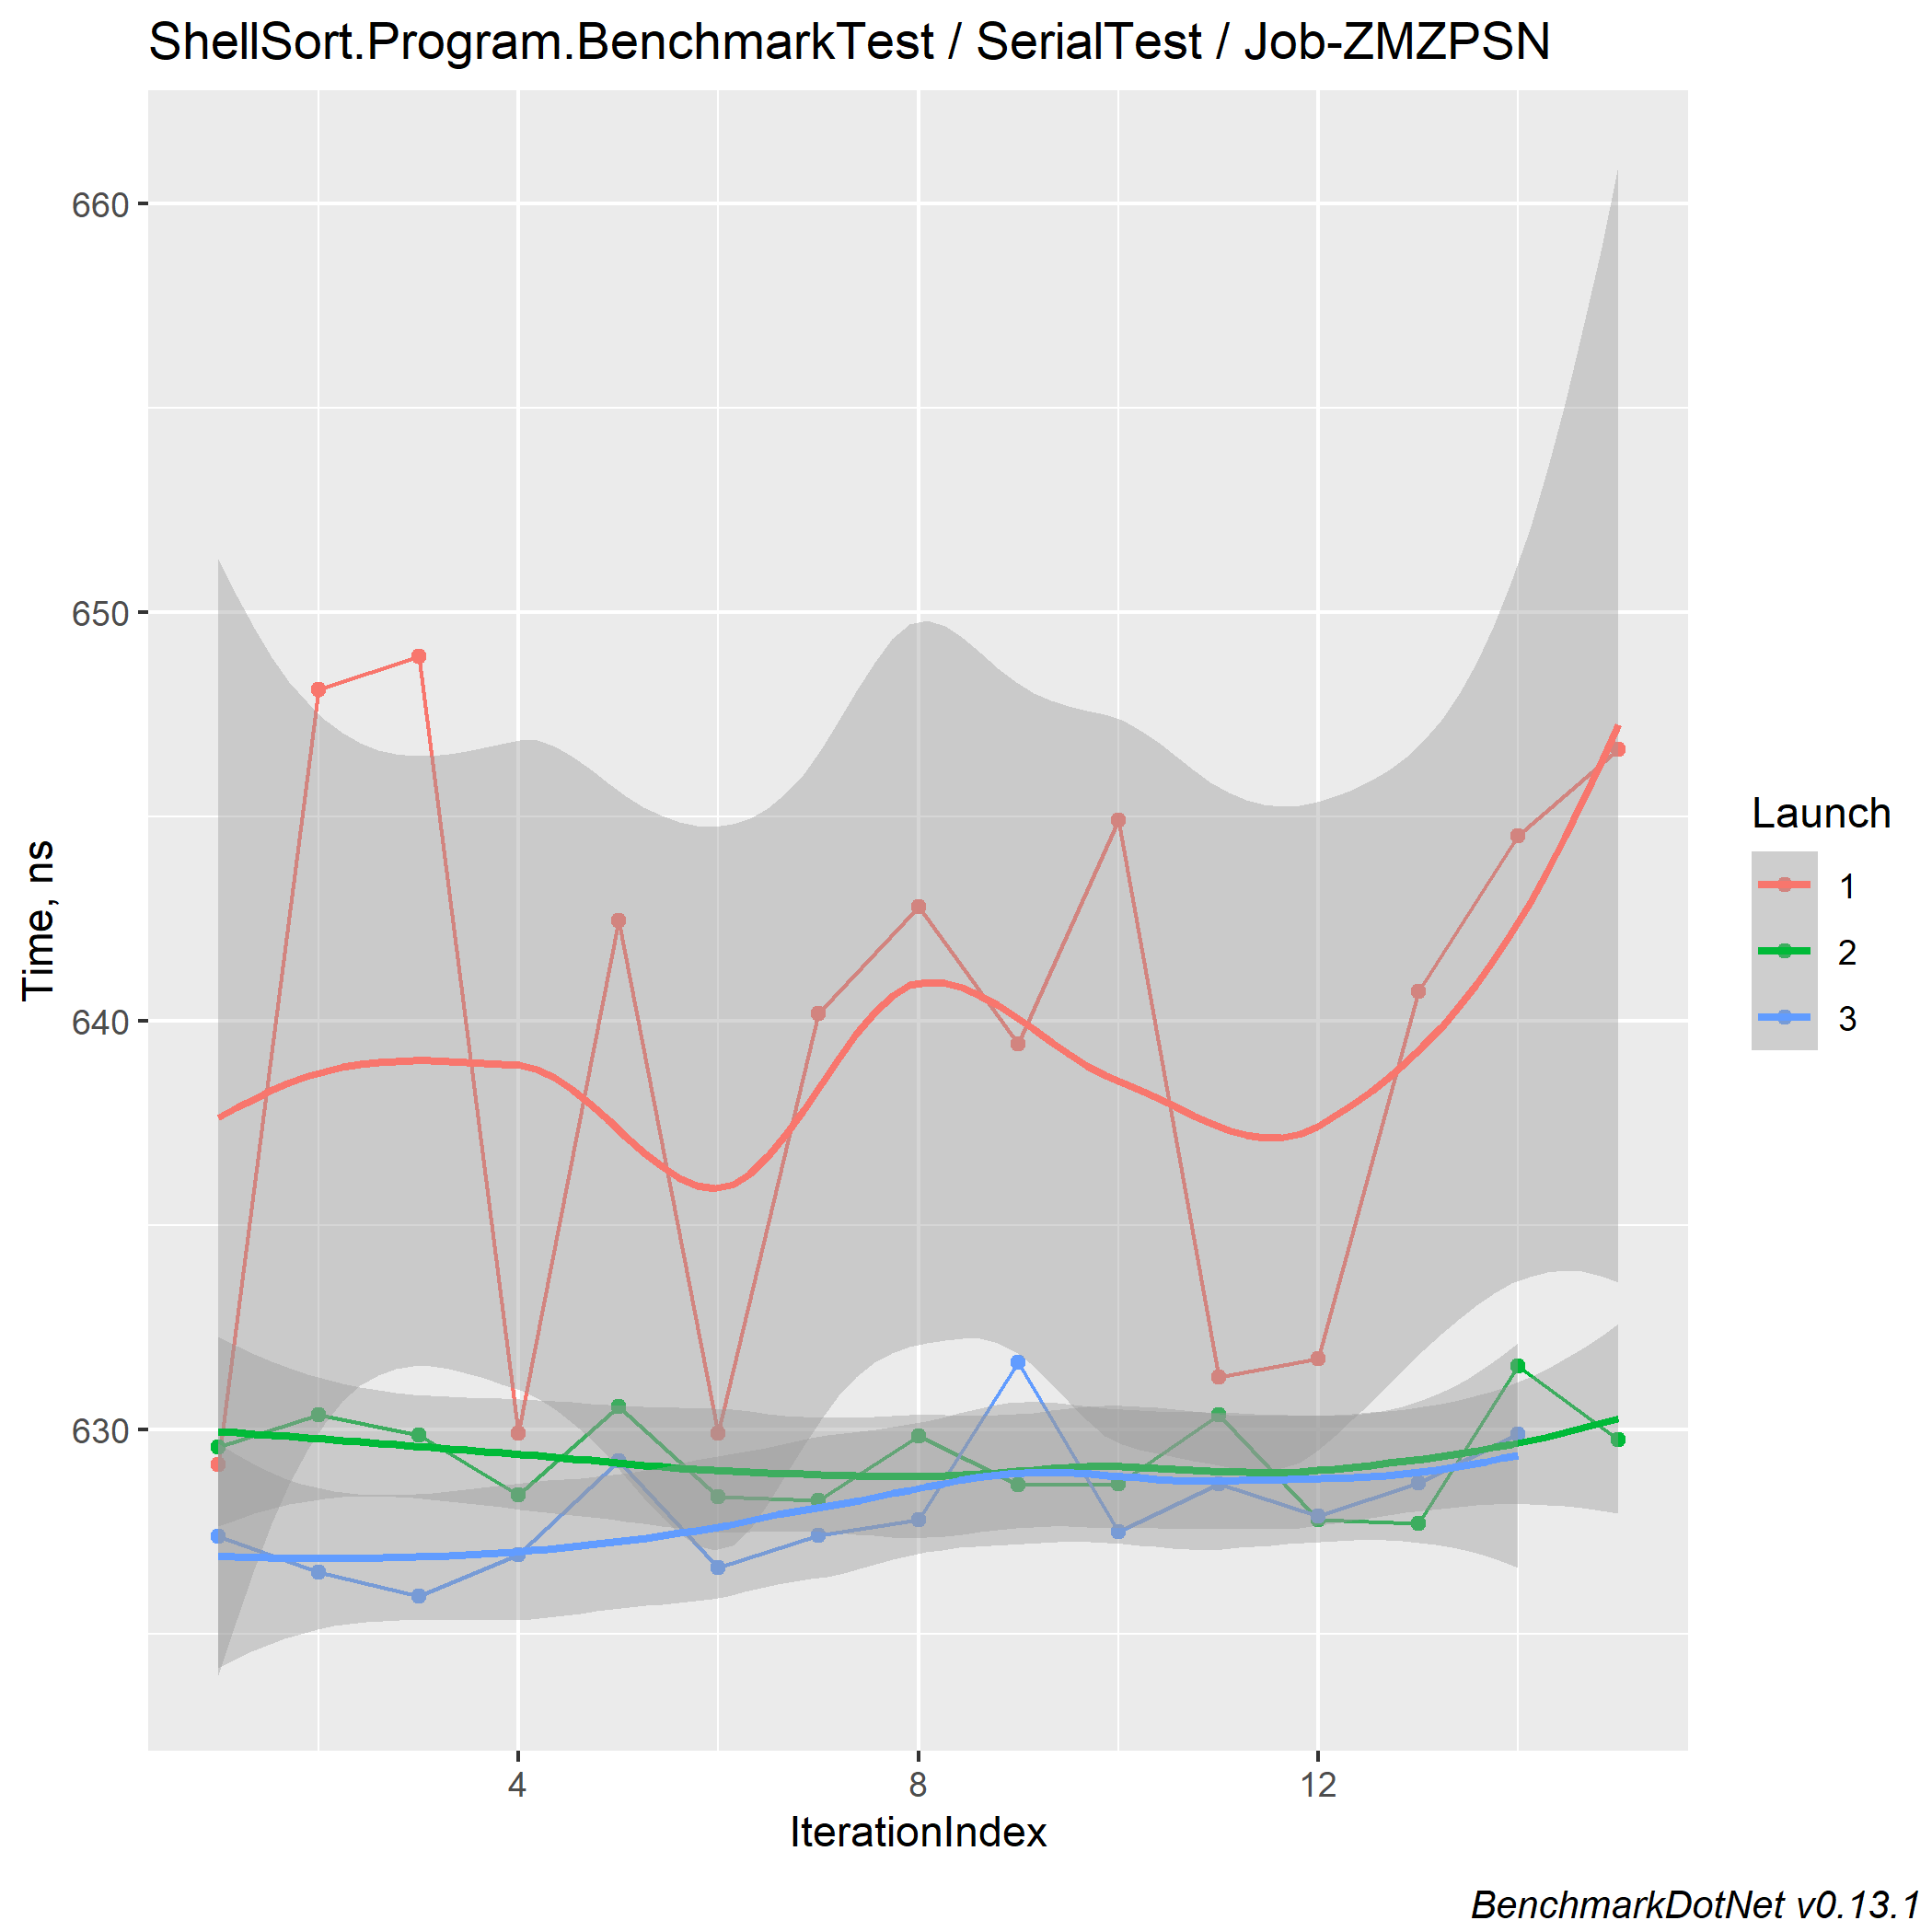 ShellSort.Program.BenchmarkTest / SerialTest / Job-ZMZPSN
660
650
640
630
Time, ns
4
8
12
IterationIndex
Launch
1
2
3
BenchmarkDotNet v0.13.1